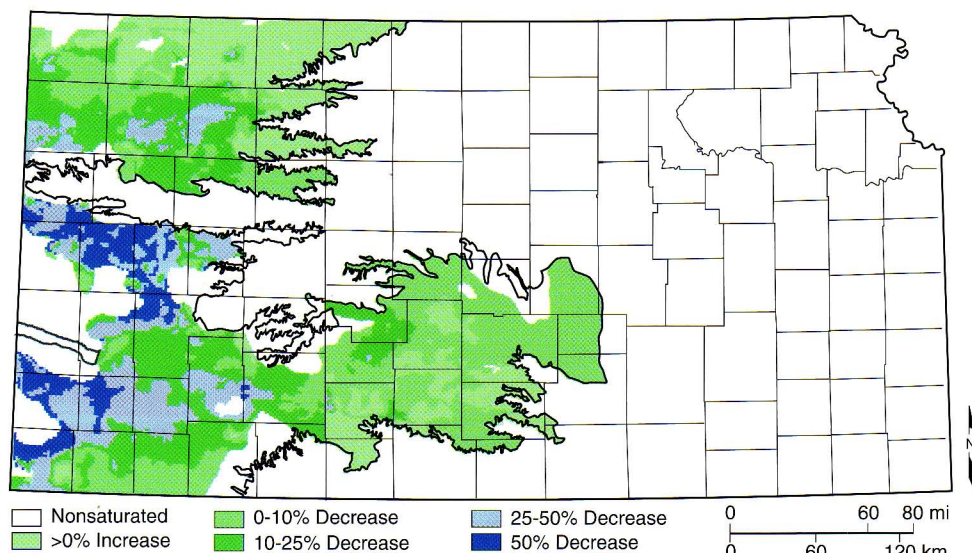 N
Nonsaturated
0-10% Decrease
25-50% Decrease
0 60 80 mi
>0% Increase
10-25% Decrease
50% Decrease
0 60 120 km